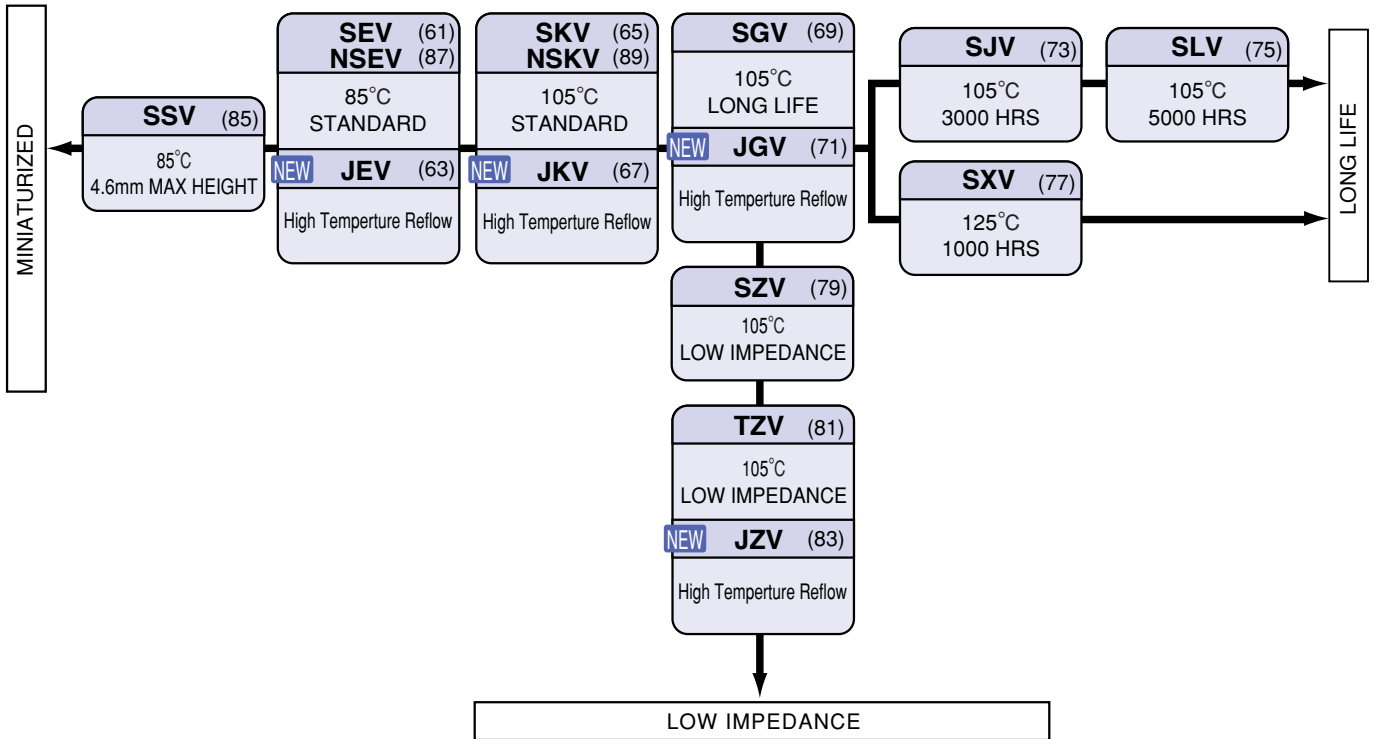 MINIATURIZED
SSV (85)
85°C
4.6mm MAX HEIGHT
SEV (61)
NSEV (87)
85°C
STANDARD
NEW JEV (63)
High Temperture Reflow
SKV (65)
NSKV (89)
105°C
STANDARD
NEW JKV (67)
High Temperture Reflow
SGV (69)
105°C
LONG LIFE
NEW JGV (71)
High Temperture Reflow
SJV (73)
105°C
3000 HRS
SLV (75)
105°C
5000 HRS
SXV (77)
125°C
1000 HRS
LONG LIFE
SZV (79)
105°C
LOW IMPEDANCE
TZV (81)
105°C
LOW IMPEDANCE
NEW JZV (83)
High Temperture Reflow
LOW IMPEDANCE